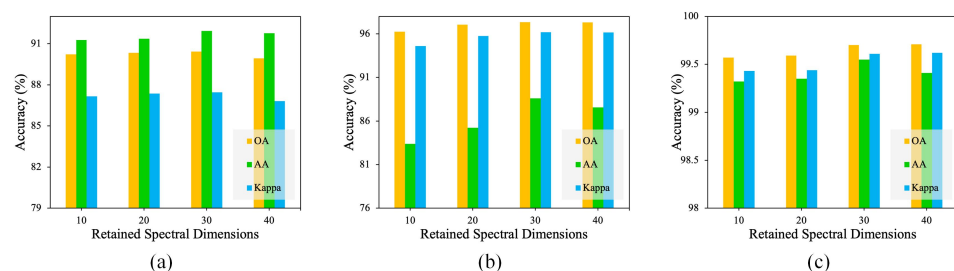 91
88
85
82
79
Accuracy (%)
OA
AA
Kappa
10 20 30 40
Retained Spectral Dimensions
(a)
96
91
86
81
76
Accuracy (%)
OA
AA
Kappa
10 20 30 40
Retained Spectral Dimensions
(b)
100
99.5
99
98.5
98
Accuracy (%)
OA
AA
Kappa
10 20 30 40
Retained Spectral Dimensions
(c)